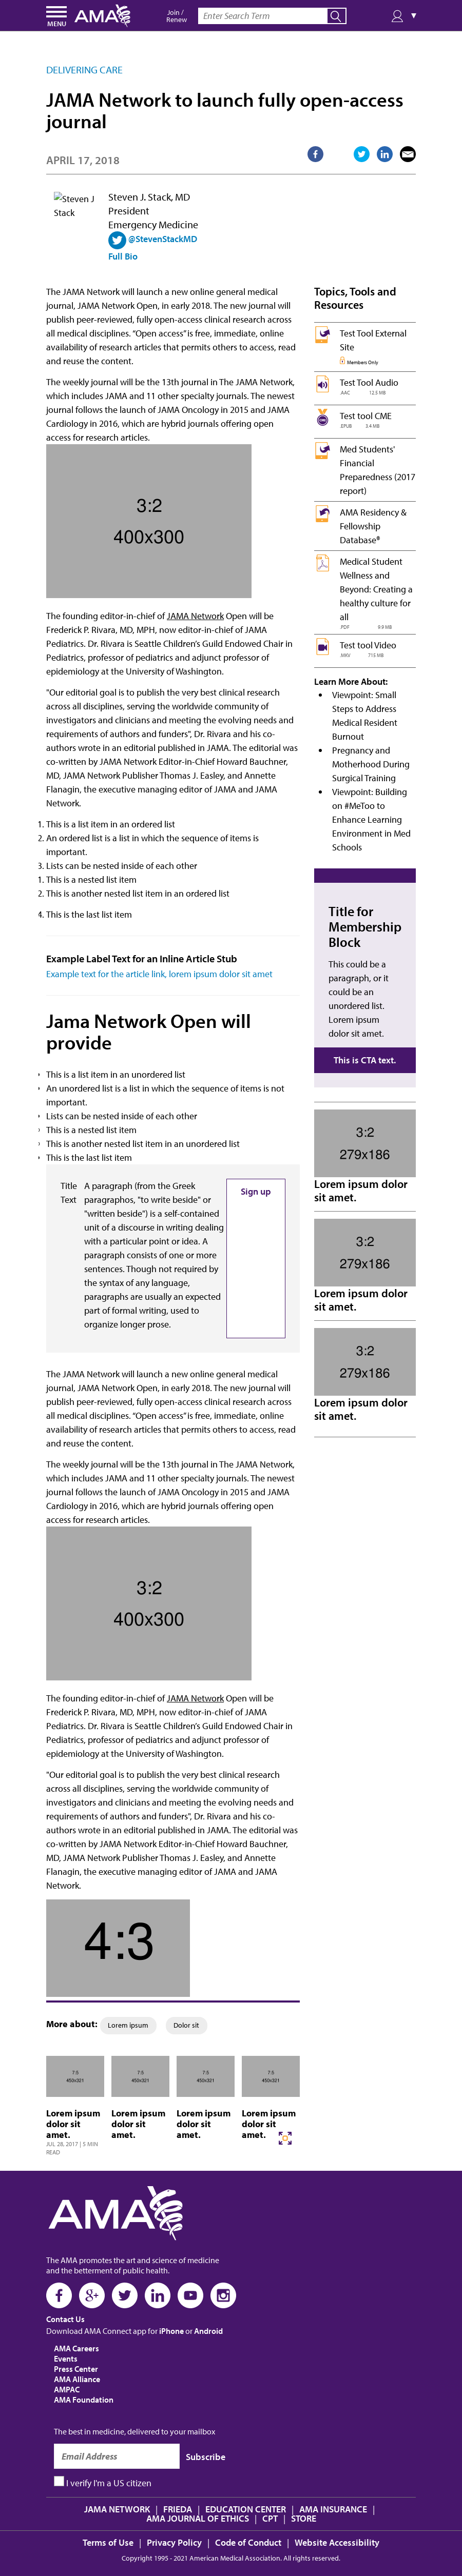 MENU
AMA
Join /
Renew
Enter Search Term
DELIVERING CARE
JAMA Network to launch fully open-access
journal
APRIL 17, 2018
Steven J
Stack
Steven J. Stack, MD
President
Emergency Medicine
@StevenStackMD
Full Bio
The JAMA Network will launch a new online general medical
journal, JAMA Network Open, in early 2018. The new journal will
publish peer-reviewed, fully open-access clinical research across
all medical disciplines. “Open access” is free, immediate, online
availability of research articles that permits others to access, read
and reuse the content.
The weekly journal will be the 13th journal in The JAMA Network,
which includes JAMA and 11 other specialty journals. The newest
journal follows the launch of JAMA Oncology in 2015 and JAMA
Cardiology in 2016, which are hybrid journals offering open
access for research articles.
3:2
400x300
The founding editor-in-chief of JAMA Network Open will be
Frederick P. Rivara, MD, MPH, now editor-in-chief of JAMA
Pediatrics. Dr. Rivara is Seattle Children’s Guild Endowed Chair in
Pediatrics, professor of pediatrics and adjunct professor of
epidemiology at the University of Washington.
"Our editorial goal is to publish the very best clinical research
across all disciplines, serving the worldwide community of
investigators and clinicians and meeting the evolving needs and
requirements of authors and funders", Dr. Rivara and his co-
authors wrote in an editorial published in JAMA. The editorial was
co-written by JAMA Network Editor-in-Chief Howard Bauchner,
MD, JAMA Network Publisher Thomas J. Easley, and Annette
Flanagin, the executive managing editor of JAMA and JAMA
Network.
1. This is a list item in an ordered list
2. An ordered list is a list in which the sequence of items is
important.
3. Lists can be nested inside of each other
1. This is a nested list item
2. This is another nested list item in an ordered list
4. This is the last list item
Example Label Text for an Inline Article Stub
Example text for the article link, lorem ipsum dolor sit amet
Jama Network Open will
provide
This is a list item in an unordered list
An unordered list is a list in which the sequence of items is not
important.
Lists can be nested inside of each other
This is a nested list item
This is another nested list item in an unordered list
This is the last list item
Title
Text
A paragraph (from the Greek
paragraphos, "to write beside" or
"written beside") is a self-contained
unit of a discourse in writing dealing
with a particular point or idea. A
paragraph consists of one or more
sentences. Though not required by
the syntax of any language,
paragraphs are usually an expected
part of formal writing, used to
organize longer prose.
Sign up
The JAMA Network will launch a new online general medical
journal, JAMA Network Open, in early 2018. The new journal will
publish peer-reviewed, fully open-access clinical research across
all medical disciplines. “Open access” is free, immediate, online
availability of research articles that permits others to access, read
and reuse the content.
The weekly journal will be the 13th journal in The JAMA Network,
which includes JAMA and 11 other specialty journals. The newest
journal follows the launch of JAMA Oncology in 2015 and JAMA
Cardiology in 2016, which are hybrid journals offering open
access for research articles.
3:2
400x300
The founding editor-in-chief of JAMA Network Open will be
Frederick P. Rivara, MD, MPH, now editor-in-chief of JAMA
Pediatrics. Dr. Rivara is Seattle Children’s Guild Endowed Chair in
Pediatrics, professor of pediatrics and adjunct professor of
epidemiology at the University of Washington.
"Our editorial goal is to publish the very best clinical research
across all disciplines, serving the worldwide community of
investigators and clinicians and meeting the evolving needs and
requirements of authors and funders", Dr. Rivara and his co-
authors wrote in an editorial published in JAMA. The editorial was
co-written by JAMA Network Editor-in-Chief Howard Bauchner,
MD, JAMA Network Publisher Thomas J. Easley, and Annette
Flanagin, the executive managing editor of JAMA and JAMA
Network.
4:3
More about: Lorem ipsum Dolor sit
7:5
450x321
7:5
450x321
7:5
450x321
7:5
450x321
Lorem ipsum
dolor sit
amet.
JUL 28, 2017 | 5 MIN
READ
Lorem ipsum
dolor sit
amet.
Lorem ipsum
dolor sit
amet.
Lorem ipsum
dolor sit
amet.
Topics, Tools and
Resources
Test Tool External
Site
Members Only
Test Tool Audio
.AAC 12.5 MB
Test tool CME
.EPUB 3.4 MB
Med Students'
Financial
Preparedness (2017
report)
AMA Residency &
Fellowship
Database®
Medical Student
Wellness and
Beyond: Creating a
healthy culture for
all
.PDF 9.9 MB
Test tool Video
.MKV 715 MB
Learn More About:
Viewpoint: Small
Steps to Address
Medical Resident
Burnout
Pregnancy and
Motherhood During
Surgical Training
Viewpoint: Building
on #MeToo to
Enhance Learning
Environment in Med
Schools
Title for
Membership
Block
This could be a
paragraph, or it
could be an
unordered list.
Lorem ipsum
dolor sit amet.
This is CTA text.
3:2
279x186
Lorem ipsum dolor
sit amet.
3:2
279x186
Lorem ipsum dolor
sit amet.
3:2
279x186
Lorem ipsum dolor
sit amet.
AMA
The AMA promotes the art and science of medicine
and the betterment of public health.
Contact Us
Download AMA Connect app for iPhone or Android
AMA Careers
Events
Press Center
AMA Alliance
AMPAC
AMA Foundation
The best in medicine, delivered to your mailbox
Email Address Subscribe
I verify I'm a US citizen
JAMA NETWORK | FRIEDA | EDUCATION CENTER | AMA INSURANCE |
AMA JOURNAL OF ETHICS | CPT | STORE
Terms of Use | Privacy Policy | Code of Conduct | Website Accessibility
Copyright 1995 - 2021 American Medical Association. All rights reserved.